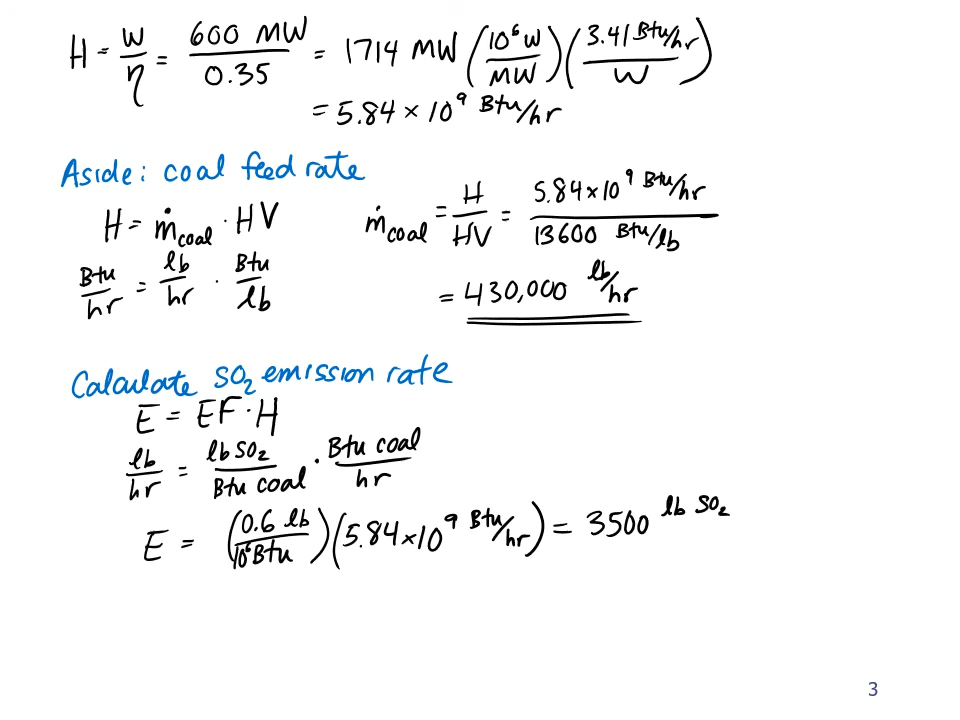 H = W/η = 600 MW/0.35 = 1714 MW (10⁶ W/MW)(3.41 Btu/hr/W)
= 5.84 × 10⁹ Btu/hr
Aside: coal feed rate
H = ṁcoal · HV
Btu/hr = lb/hr · Btu/lb
ṁcoal = H/HV = 5.84×10⁹ Btu/hr / 13600 Btu/lb
= 430,000 lb/hr
Calculate SO₂ emission rate
E = EF · H
lb/hr = lb SO₂/Btu coal · Btu coal/hr
E = (0.6 lb/10⁶ Btu)(5.84×10⁹ Btu/hr) = 3500 lb SO₂
3